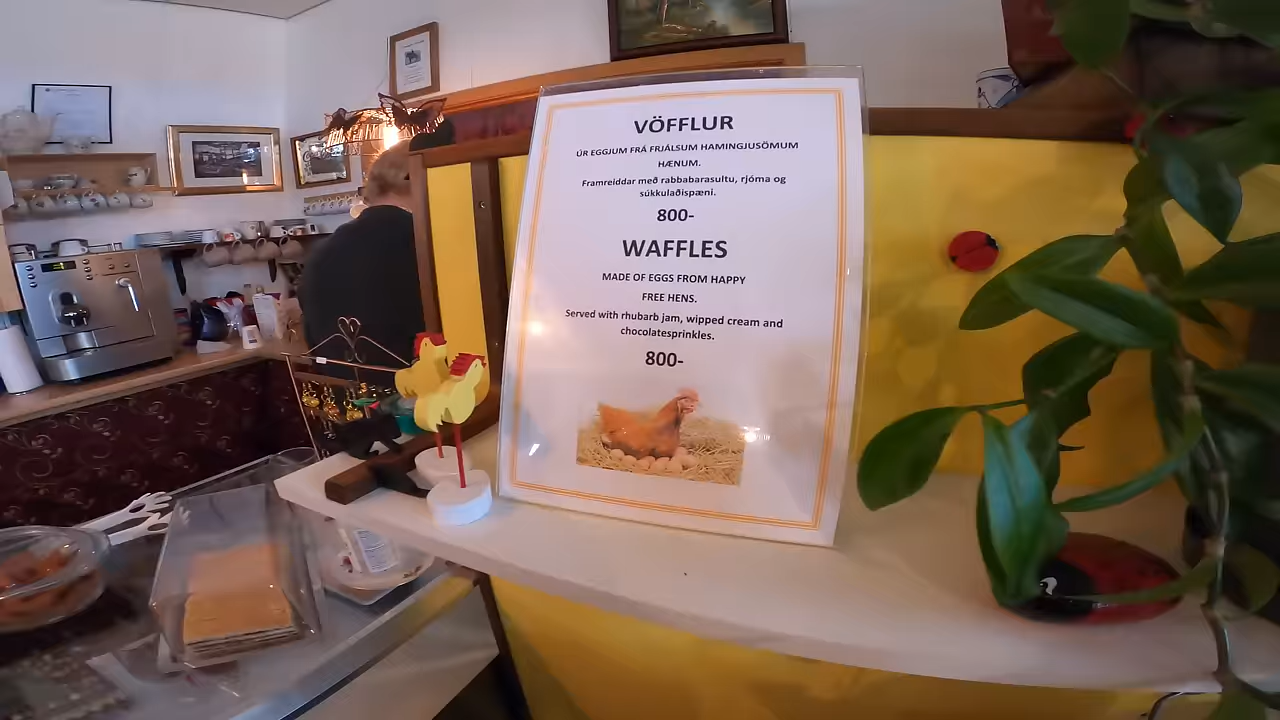 VÖFFLUR
ÚR EGGJUM FRÁ FRJÁLSUM HAMINGJUSÖMUM
HÆNUM.
Framreiddar með rabbabarasultu, rjóma og
súkkulaðispæni.
800-
WAFFLES
MADE OF EGGS FROM HAPPY
FREE HENS.
Served with rhubarb jam, wipped cream and
chocolatesprinkles.
800-